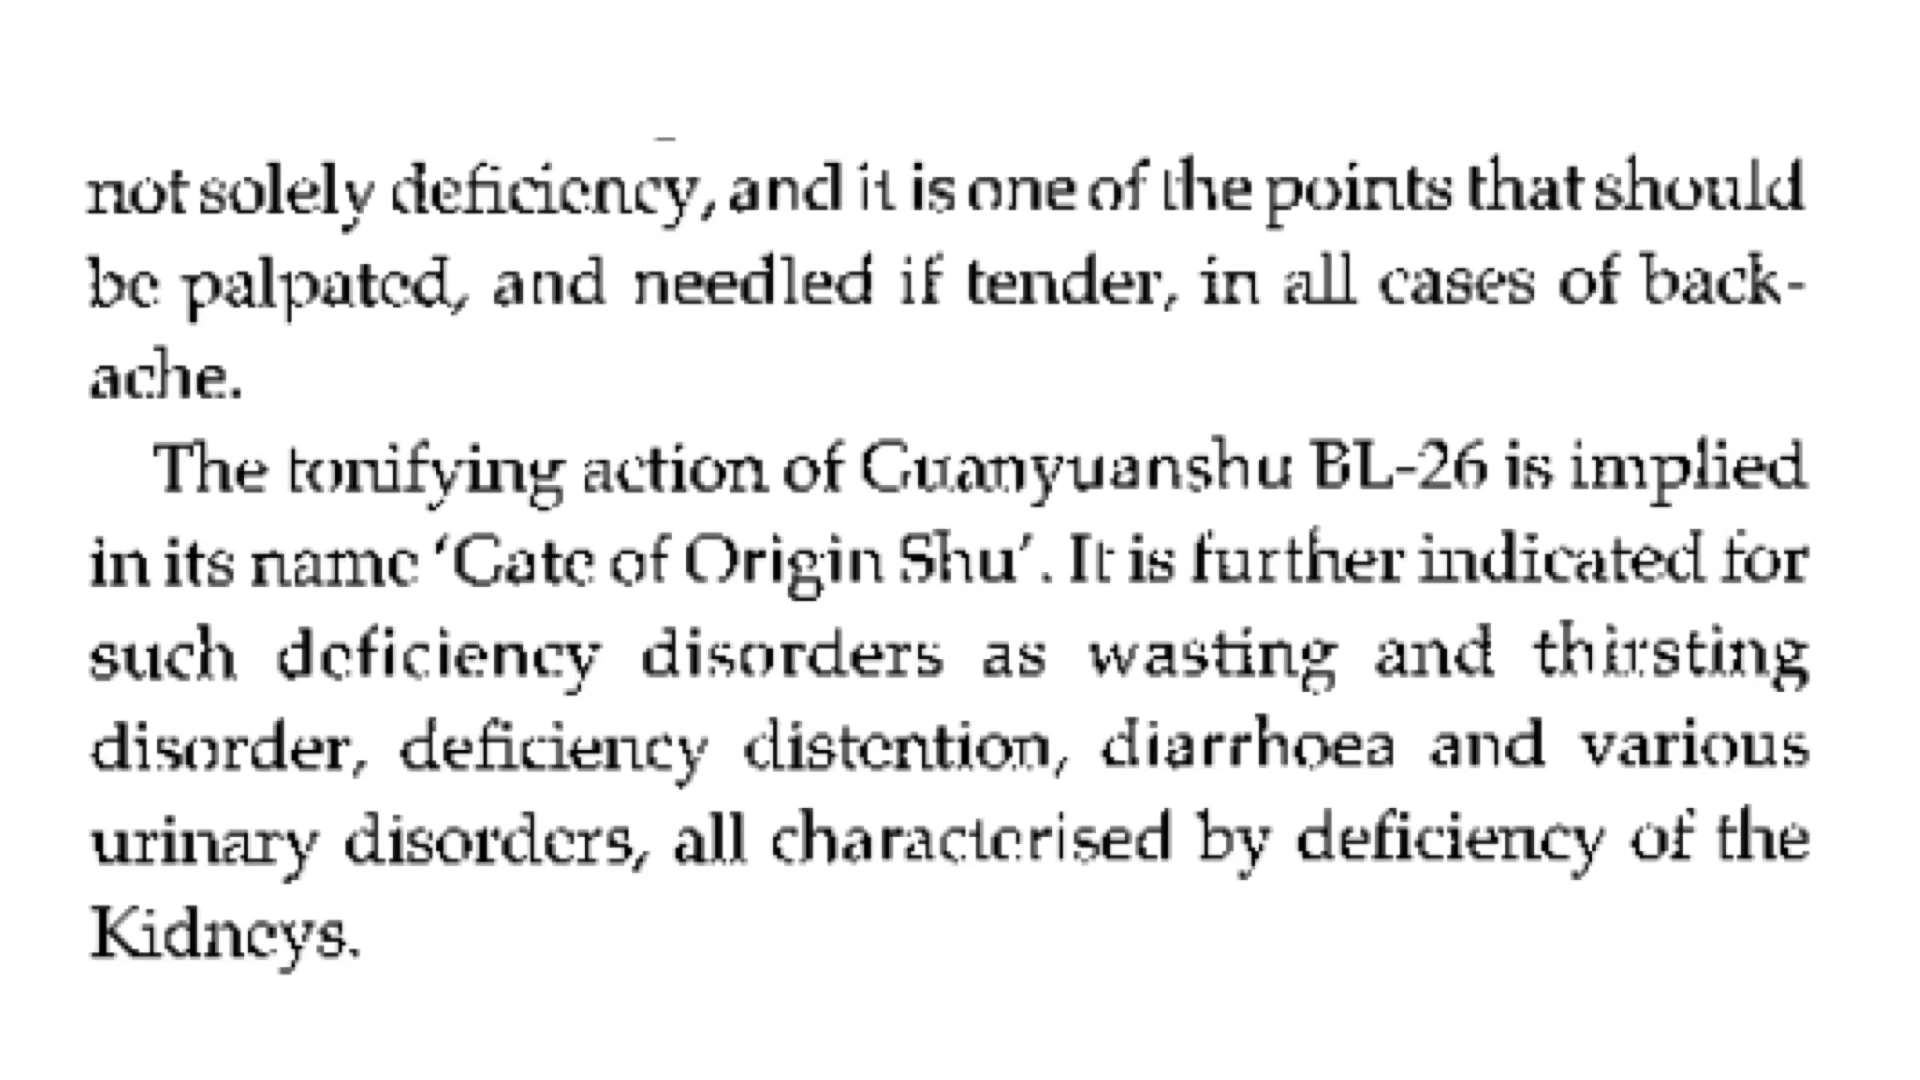 not solely deficiency, and it is one of the points that should
be palpated, and needled if tender, in all cases of back-
ache.
The tonifying action of Guanyuanshu BL-26 is implied
in its name ‘Gate of Origin Shu’. It is further indicated for
such deficiency disorders as wasting and thirsting
disorder, deficiency distention, diarrhoea and various
urinary disorders, all characterised by deficiency of the
Kidneys.